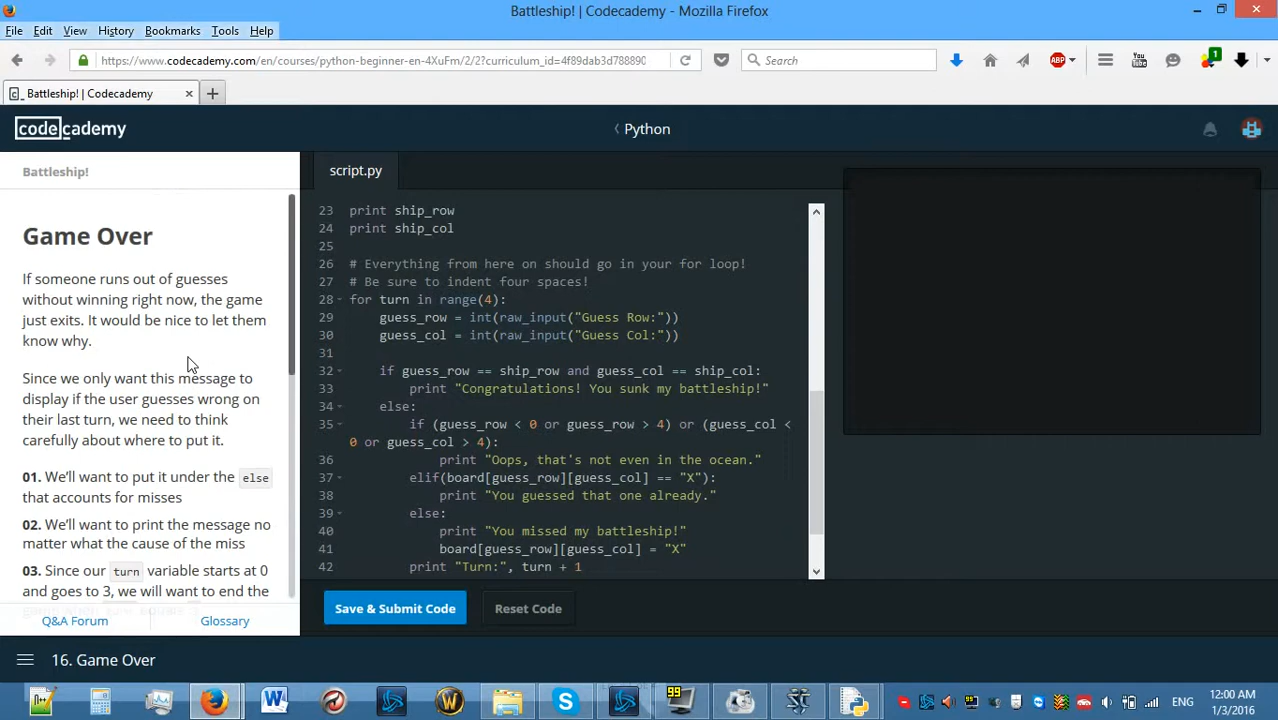 Battleship! | Codecademy - Mozilla Firefox
File Edit View History Bookmarks Tools Help
https://www.codecademy.com/en/courses/python-beginner-en-4XuFm/2/2?curriculum_id=4f89dab3d788890
Search
ABP
You Tube
1
Battleship! | Codecademy
codecademy
Python
Battleship!
script.py
Game Over
If someone runs out of guesses
without winning right now, the game
just exits. It would be nice to let them
know why.
Since we only want this message to
display if the user guesses wrong on
their last turn, we need to think
carefully about where to put it.
01. We'll want to put it under the else
that accounts for misses
02. We'll want to print the message no
matter what the cause of the miss
03. Since our turn variable starts at 0
and goes to 3, we will want to end the
Q&A Forum
Glossary
23 print ship_row
24 print ship_col
25
26 # Everything from here on should go in your for loop!
27 # Be sure to indent four spaces!
28 for turn in range(4):
29 guess_row = int(raw_input("Guess Row:"))
30 guess_col = int(raw_input("Guess Col:"))
31
32 if guess_row == ship_row and guess_col == ship_col:
33 print "Congratulations! You sunk my battleship!"
34 else:
35 if (guess_row < 0 or guess_row > 4) or (guess_col <
0 or guess_col > 4):
36 print "Oops, that's not even in the ocean."
37 elif(board[guess_row][guess_col] == "X"):
38 print "You guessed that one already."
39 else:
40 print "You missed my battleship!"
41 board[guess_row][guess_col] = "X"
42 print "Turn:", turn + 1
Save & Submit Code
Reset Code
16. Game Over
99
ENG
12:00 AM
1/3/2016